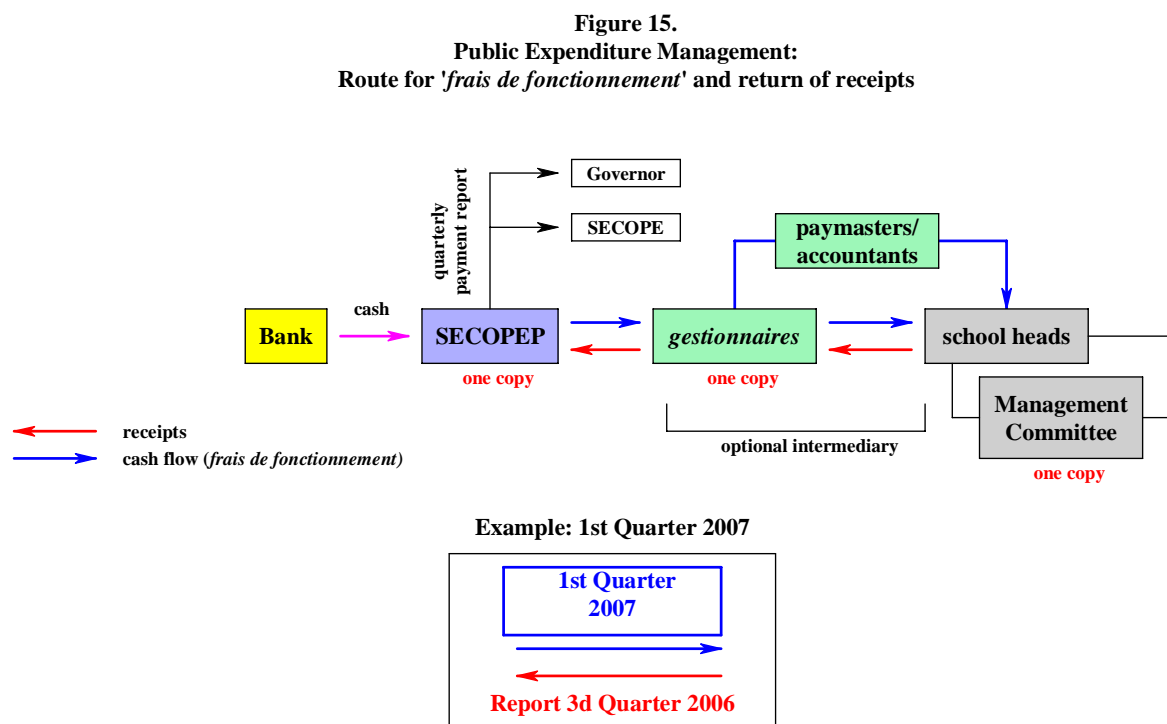 Figure 15.
Public Expenditure Management:
Route for 'frais de fonctionnement' and return of receipts
quarterly
payment report
Governor
SECOPE
paymasters/
accountants
cash
Bank
SECOPEP
gestionnaires
school heads
one copy
one copy
Management
Committee
one copy
optional intermediary
receipts
cash flow (frais de fonctionnement)
Example: 1st Quarter 2007
1st Quarter
2007
Report 3d Quarter 2006